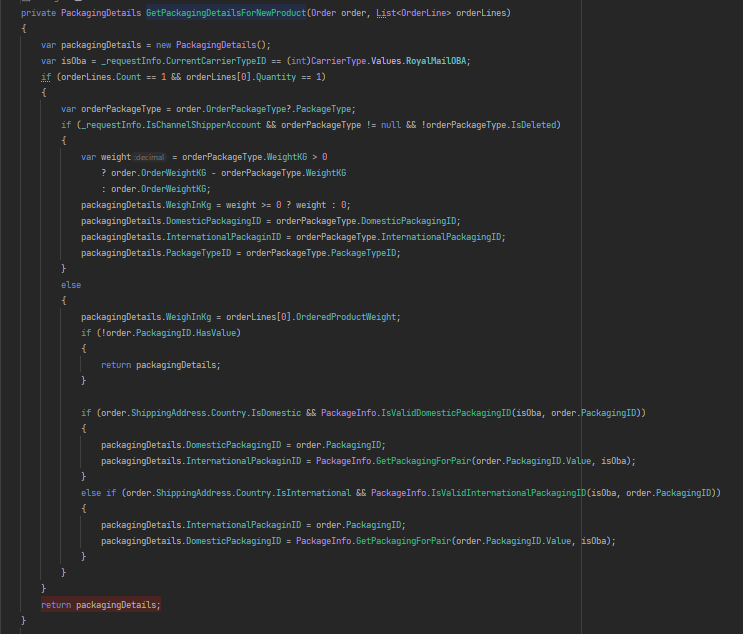 private PackagingDetails GetPackagingDetailsForNewProduct(Order order, List<OrderLine> orderLines)
{
    var packagingDetails = new PackagingDetails();
    var isOba = _requestInfo.CurrentCarrierTypeID == (int)CarrierType.Values.RoyalMailOBA;
    if (orderLines.Count == 1 && orderLines[0].Quantity == 1)
    {
        var orderPackageType = order.OrderPackageType?.PackageType;
        if (_requestInfo.IsChannelShipperAccount && orderPackageType != null && !orderPackageType.IsDeleted)
        {
            var weight :decimal = orderPackageType.WeightKG > 0
                ? order.OrderWeightKG - orderPackageType.WeightKG
                : order.OrderWeightKG;
            packagingDetails.WeighInKg = weight >= 0 ? weight : 0;
            packagingDetails.DomesticPackagingID = orderPackageType.DomesticPackagingID;
            packagingDetails.InternationalPackaginID = orderPackageType.InternationalPackagingID;
            packagingDetails.PackageTypeID = orderPackageType.PackageTypeID;
        }
        else
        {
            packagingDetails.WeighInKg = orderLines[0].OrderedProductWeight;
            if (!order.PackagingID.HasValue)
            {
                return packagingDetails;
            }

            if (order.ShippingAddress.Country.IsDomestic && PackageInfo.IsValidDomesticPackagingID(isOba, order.PackagingID))
            {
                packagingDetails.DomesticPackagingID = order.PackagingID;
                packagingDetails.InternationalPackaginID = PackageInfo.GetPackagingForPair(order.PackagingID.Value, isOba);
            }
            else if (order.ShippingAddress.Country.IsInternational && PackageInfo.IsValidInternationalPackagingID(isOba, order.PackagingID))
            {
                packagingDetails.InternationalPackaginID = order.PackagingID;
                packagingDetails.DomesticPackagingID = PackageInfo.GetPackagingForPair(order.PackagingID.Value, isOba);
            }
        }
    }
    return packagingDetails;
}